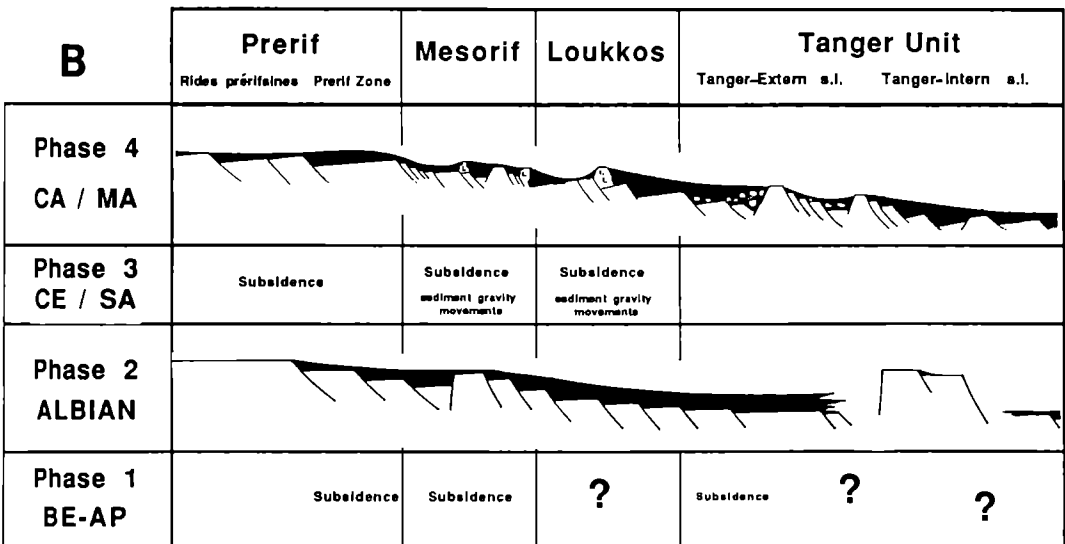 B
Prerif
Rides prérifaines Prerif Zone
Mesorif
Loukkos
Tanger Unit
Tanger-Extern s.l. Tanger-Intern s.l.
Phase 4
CA / MA
Phase 3
CE / SA
Subsidence
Subsidence
sediment gravity
movements
Subsidence
sediment gravity
movements
Phase 2
ALBIAN
Phase 1
BE-AP
Subsidence
Subsidence
?
Subsidence
?
?